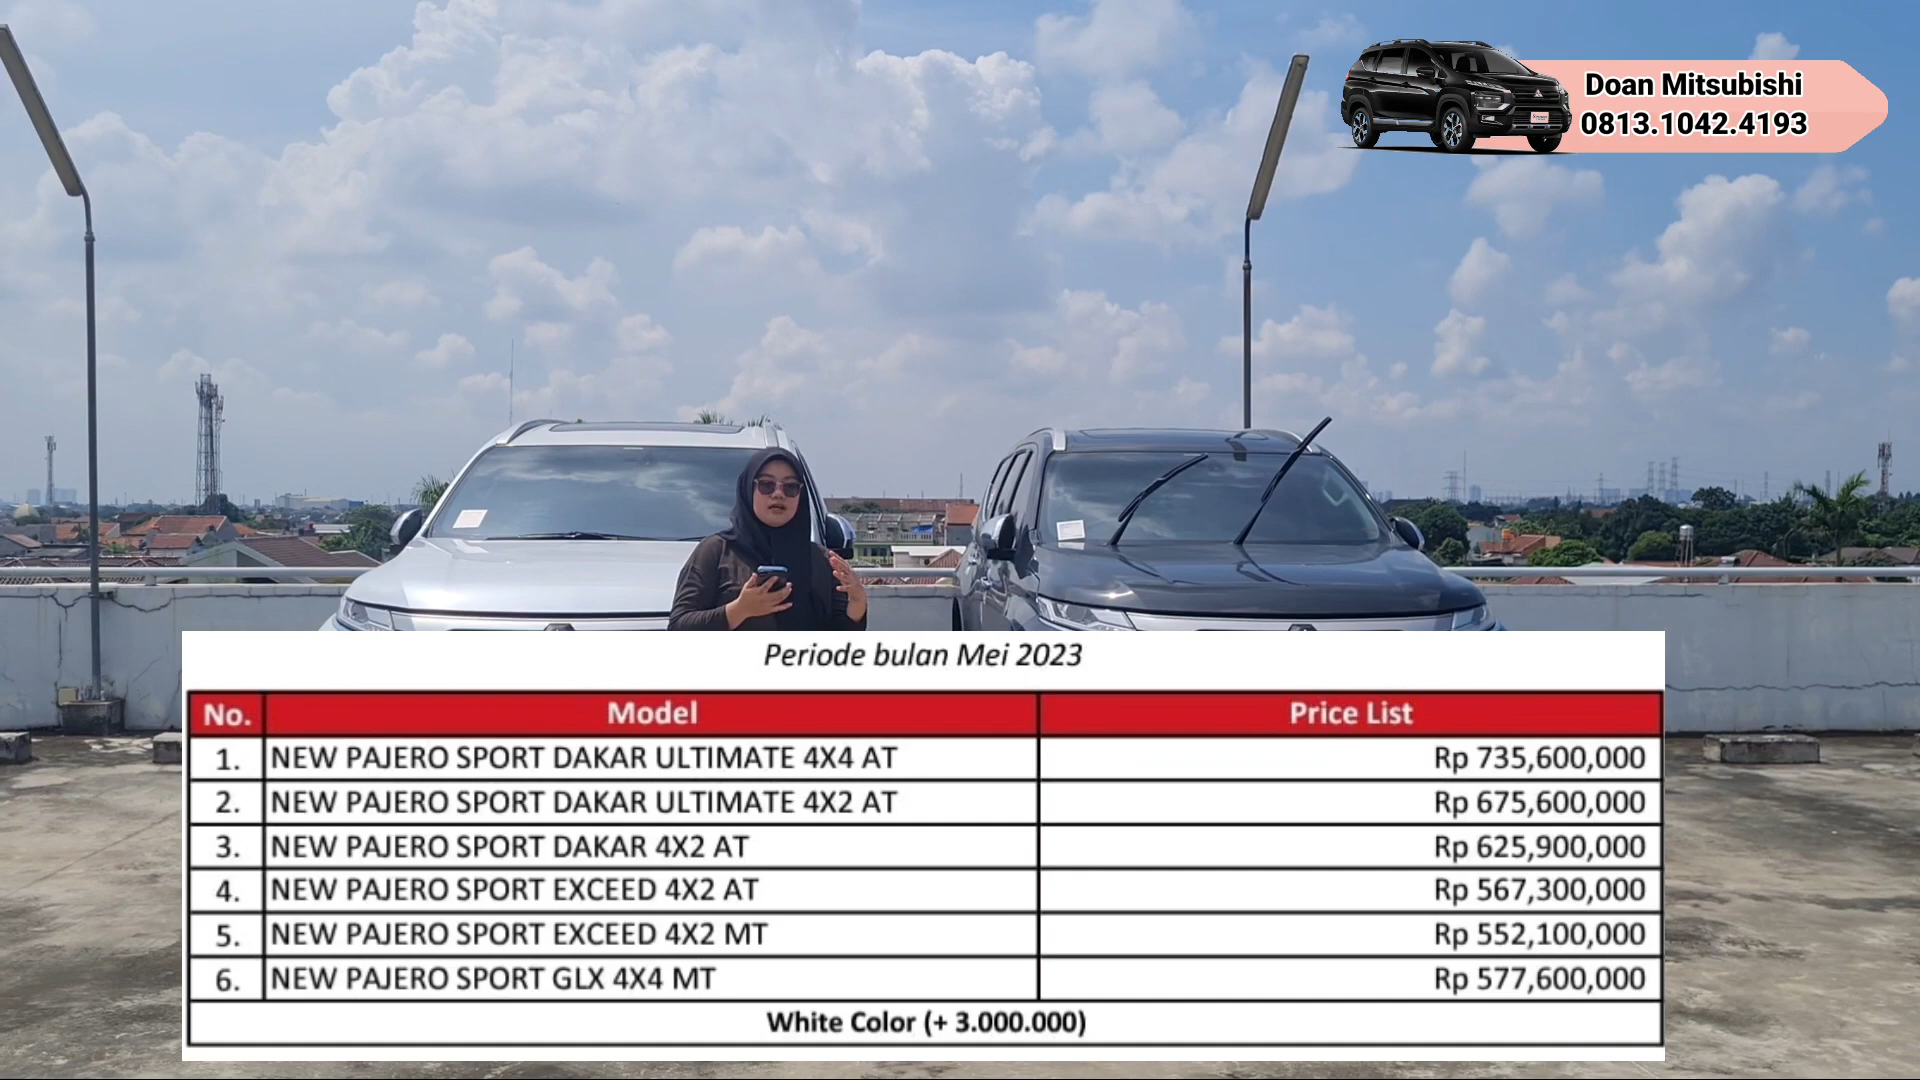 Doan Mitsubishi
0813.1042.4193
Periode bulan Mei 2023
No. Model Price List
1. NEW PAJERO SPORT DAKAR ULTIMATE 4X4 AT Rp 735,600,000
2. NEW PAJERO SPORT DAKAR ULTIMATE 4X2 AT Rp 675,600,000
3. NEW PAJERO SPORT DAKAR 4X2 AT Rp 625,900,000
4. NEW PAJERO SPORT EXCEED 4X2 AT Rp 567,300,000
5. NEW PAJERO SPORT EXCEED 4X2 MT Rp 552,100,000
6. NEW PAJERO SPORT GLX 4X4 MT Rp 577,600,000
White Color (+ 3.000.000)